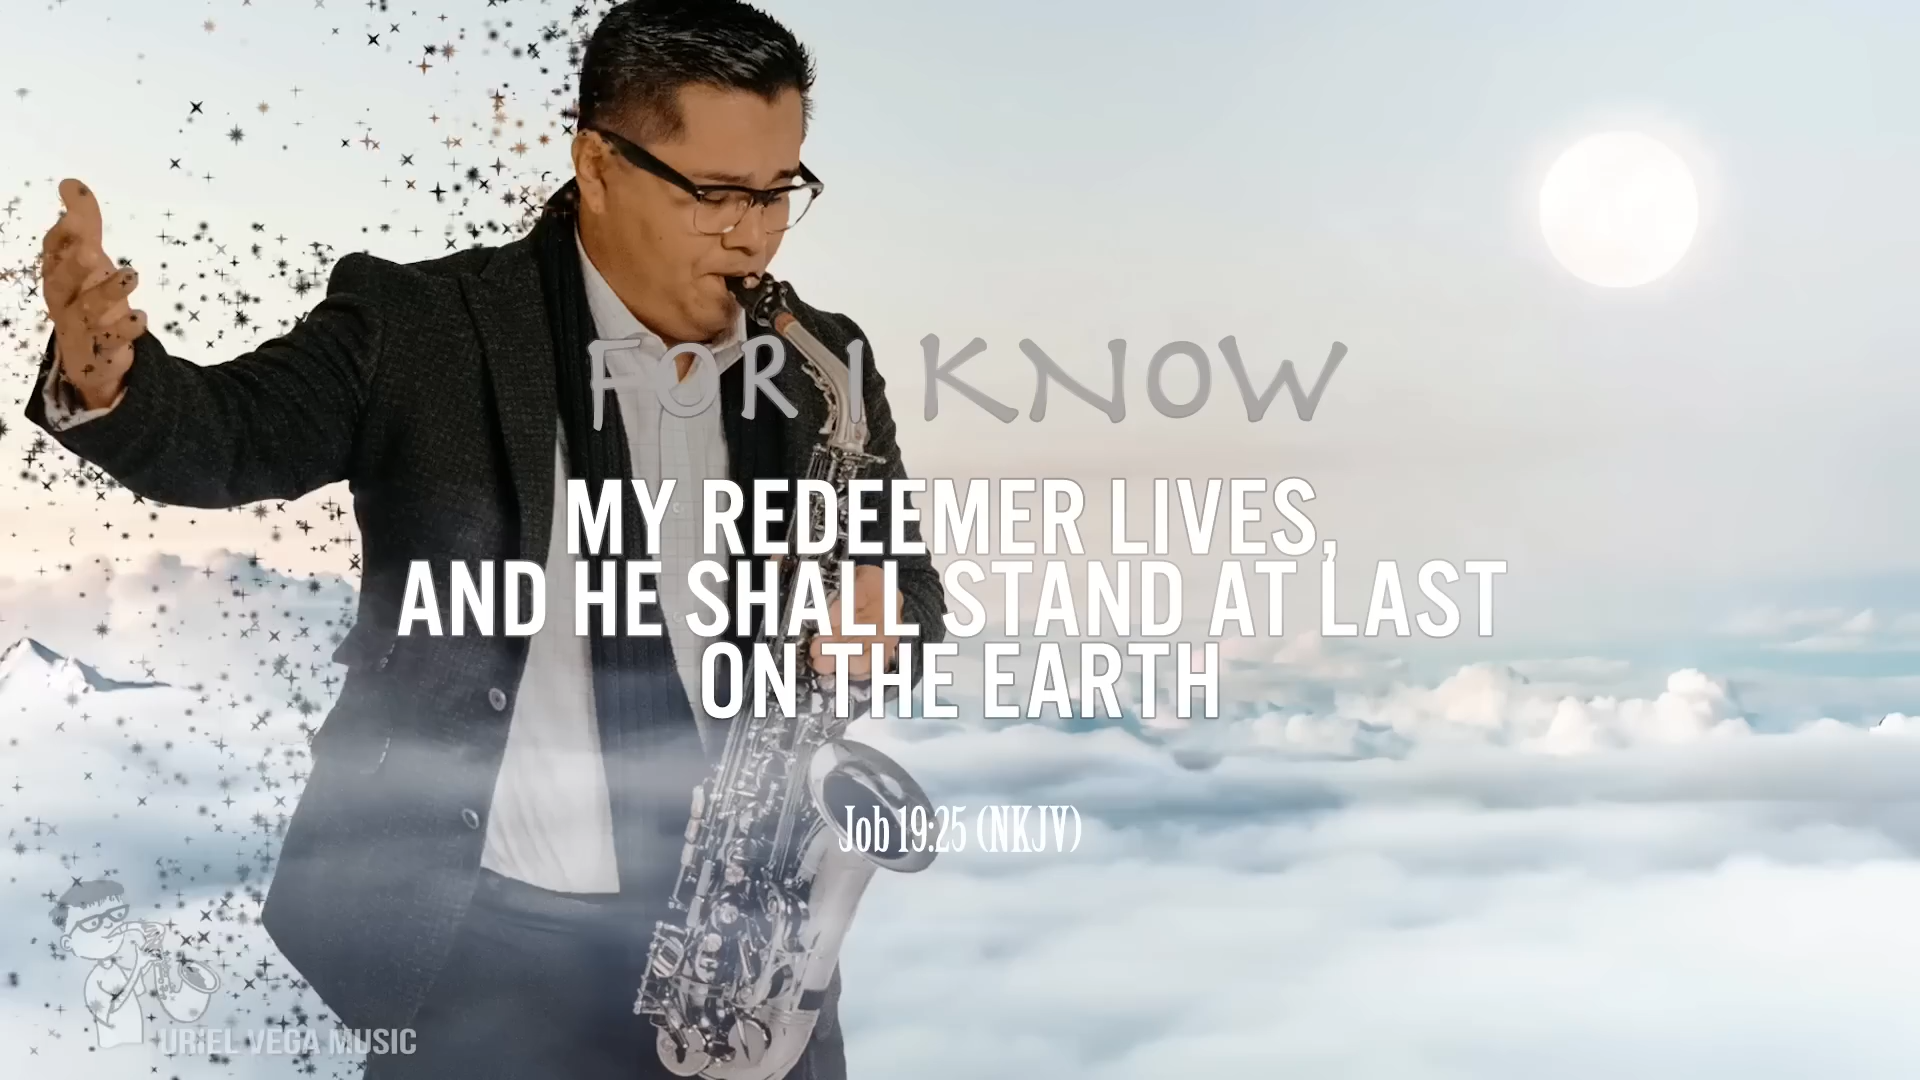 FOR I KNOW
MY REDEEMER LIVES,
AND HE SHALL STAND AT LAST
ON THE EARTH
Job 19:25 (NKJV)
URIEL VEGA MUSIC